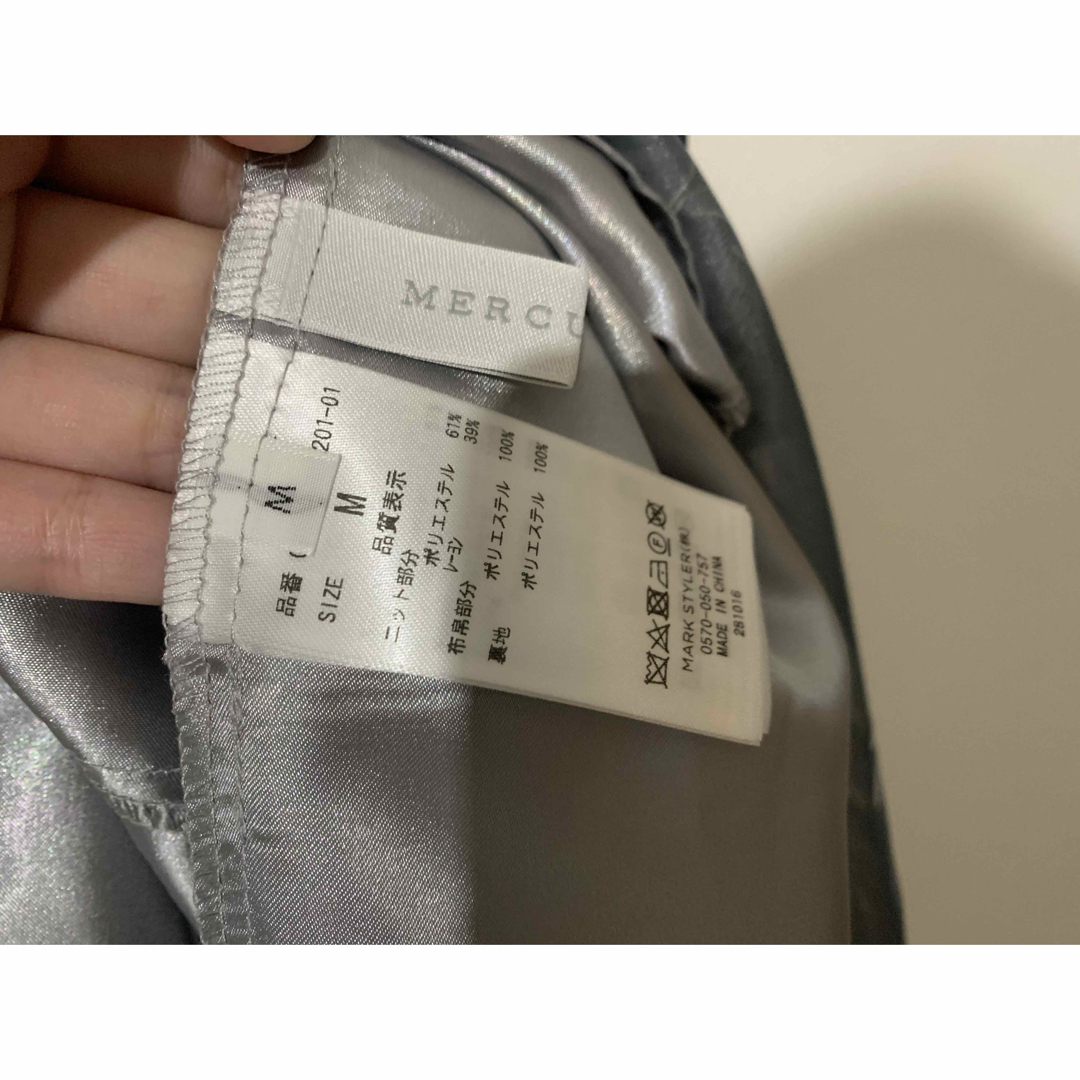 MERCU
M
品番 ( 201-01
SIZE M
品質表示
ニット部分 ポリエステル 61%
レーヨン 39%
布帛部分 ポリエステル 100%
裏地 ポリエステル 100%
MARK STYLER(株)
0570-050-757
MADE IN CHINA
281016